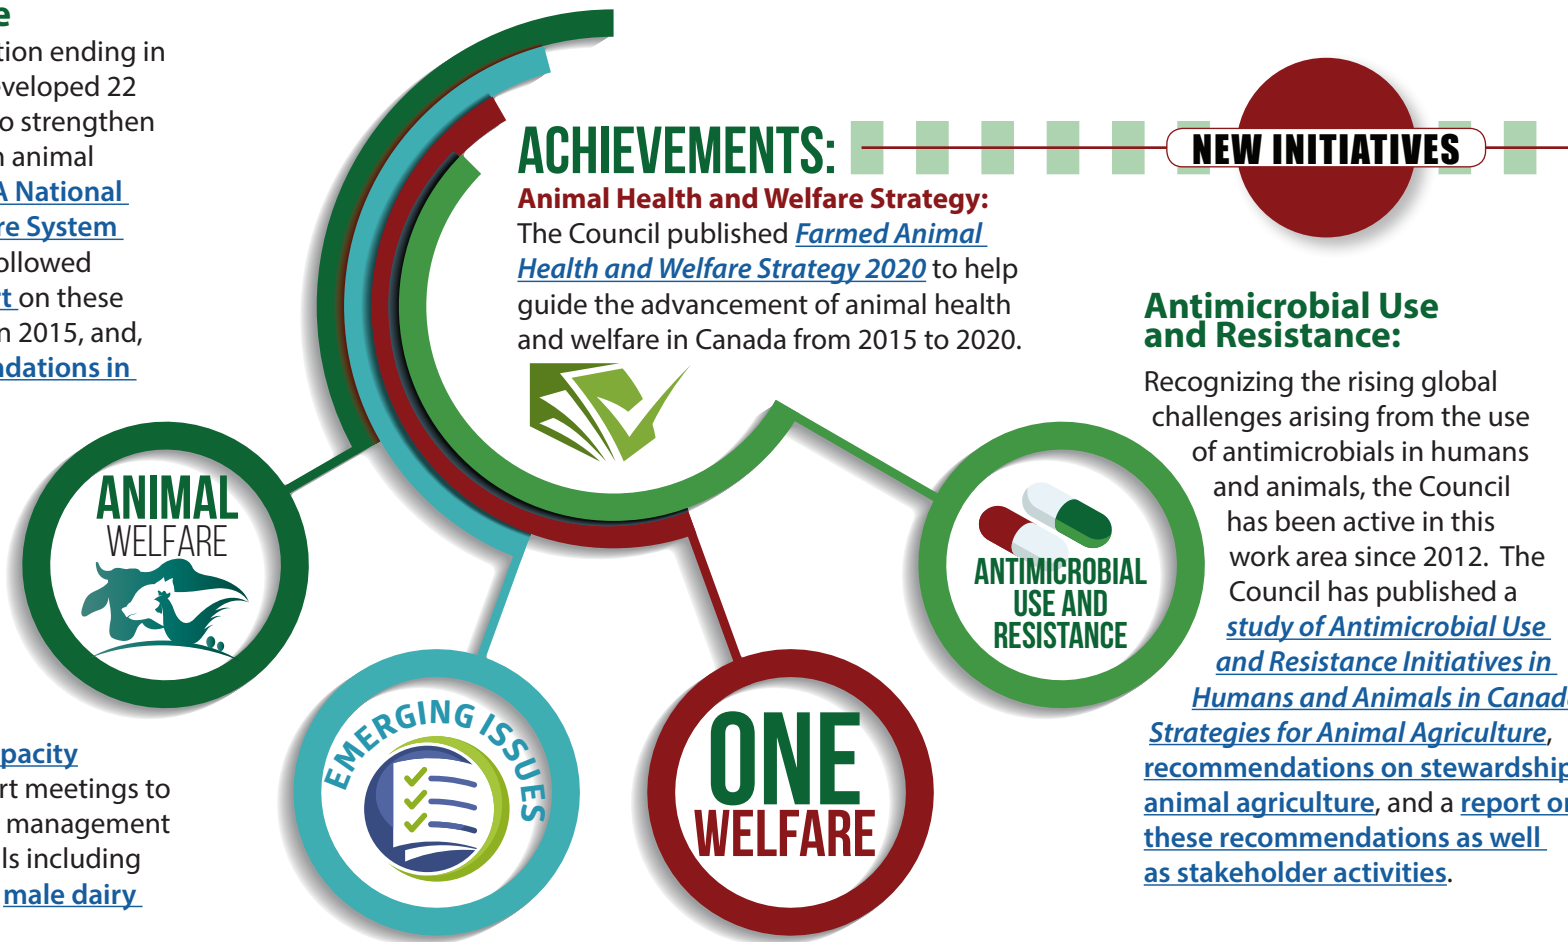 e
tion ending in
eveloped 22
o strengthen
n animal
A National
re System
ollowed
rt on these
n 2015, and,
ndations in
ACHIEVEMENTS:
Animal Health and Welfare Strategy:
The Council published Farmed Animal
Health and Welfare Strategy 2020 to help
guide the advancement of animal health
and welfare in Canada from 2015 to 2020.
NEW INITIATIVES
Antimicrobial Use
and Resistance:
Recognizing the rising global
challenges arising from the use
of antimicrobials in humans
and animals, the Council
has been active in this
work area since 2012. The
Council has published a
study of Antimicrobial Use
and Resistance Initiatives in
Humans and Animals in Canada
Strategies for Animal Agriculture,
recommendations on stewardship
animal agriculture, and a report on
these recommendations as well
as stakeholder activities.
ANIMAL
WELFARE
EMERGING ISSUES
ONE
WELFARE
ANTIMICROBIAL
USE AND
RESISTANCE
pacity
rt meetings to
management
ls including
male dairy